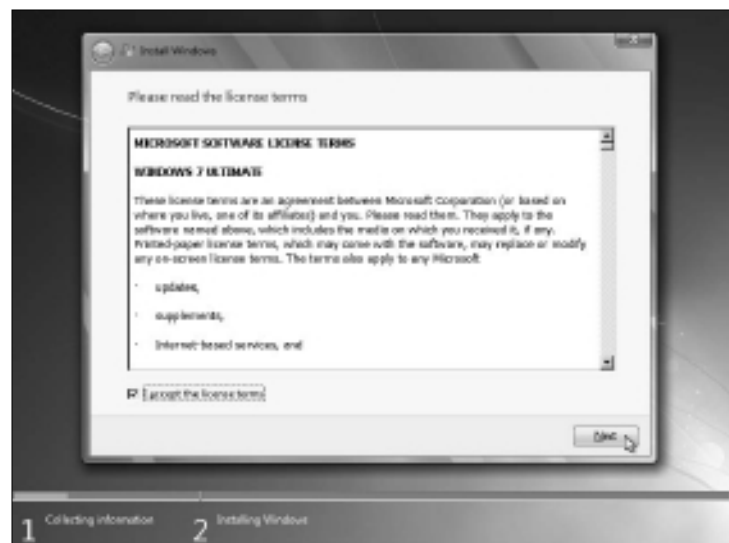 Install Windows
Please read the license terms
MICROSOFT SOFTWARE LICENSE TERMS
WINDOWS 7 ULTIMATE
These license terms are an agreement between Microsoft Corporation (or based on
where you live, one of its affiliates) and you. Please read them. They apply to the
software named above, which includes the media on which you received it, if any.
Printed-paper license terms, which may come with the software, may replace or modify
any on-screen license terms. The terms also apply to any Microsoft
· updates,
· supplements,
· Internet-based services, and
I accept the license terms
Next
1 Collecting information 2 Installing Windows